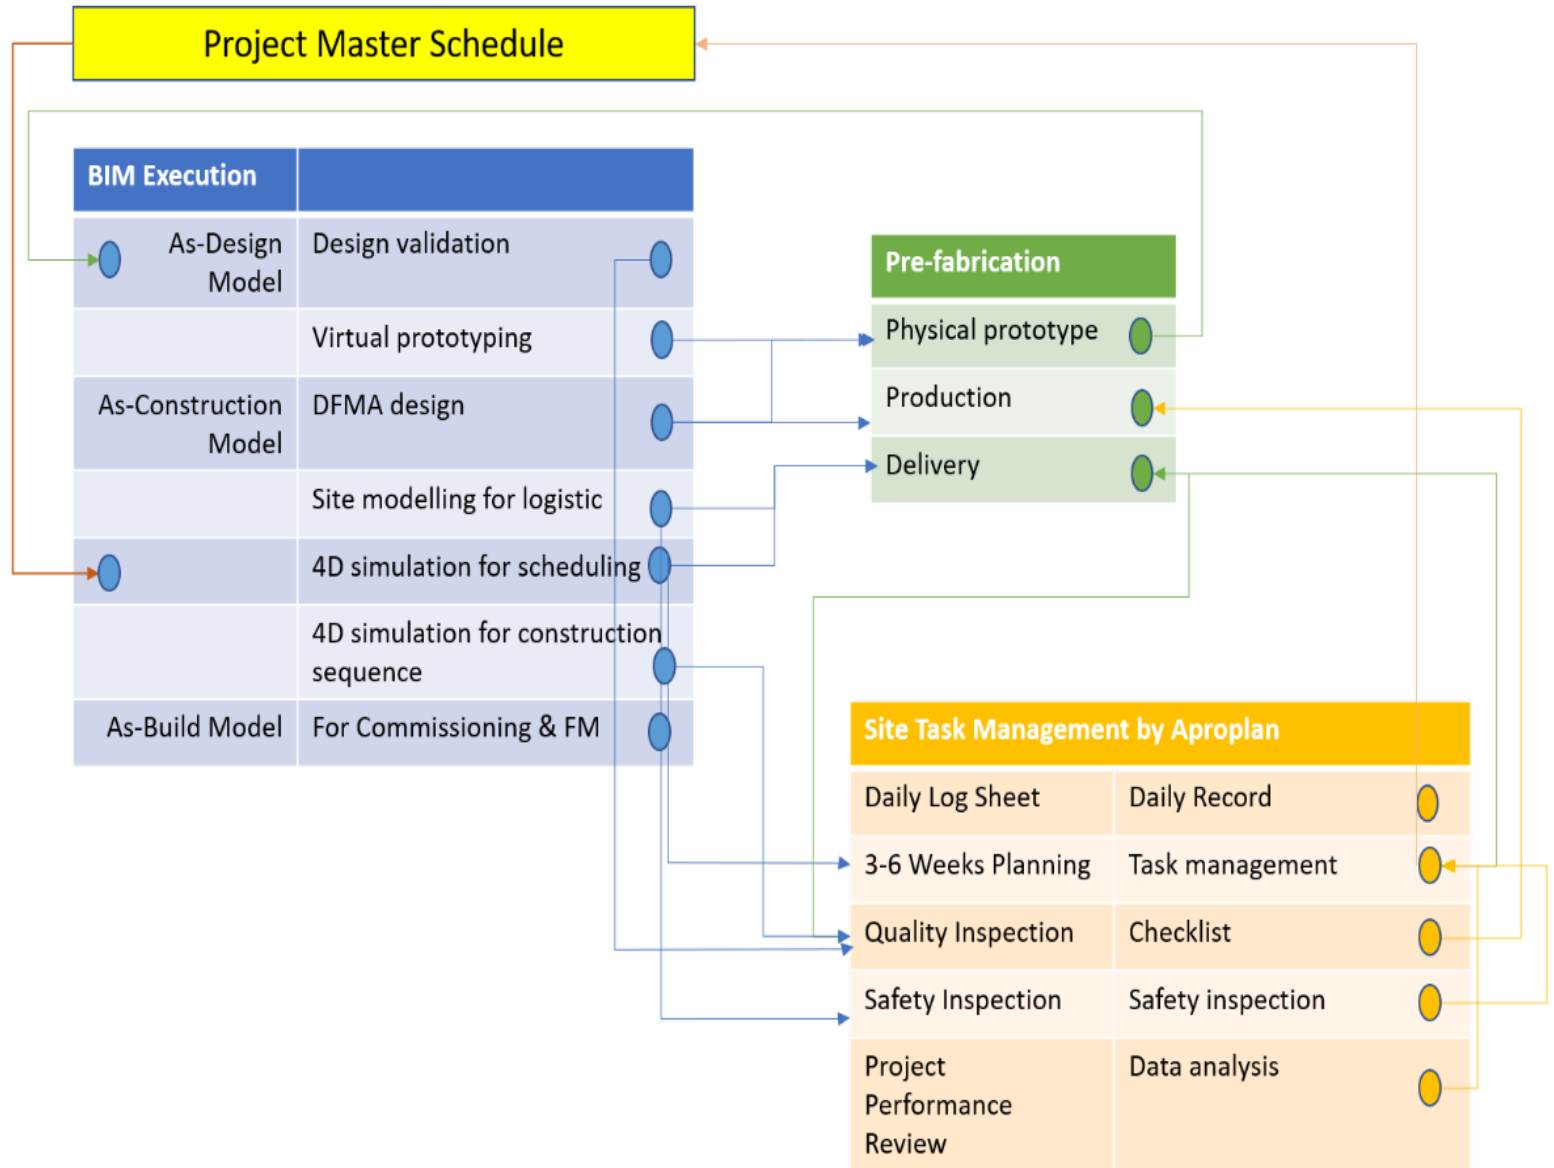 Project Master Schedule
BIM Execution
As-Design
Model
Design validation
Virtual prototyping
As-Construction
Model
DFMA design
Site modelling for logistic
4D simulation for scheduling
4D simulation for construction
sequence
As-Build Model
For Commissioning & FM
Pre-fabrication
Physical prototype
Production
Delivery
Site Task Management by Aproplan
Daily Log Sheet
Daily Record
3-6 Weeks Planning
Task management
Quality Inspection
Checklist
Safety Inspection
Safety inspection
Project
Performance
Review
Data analysis